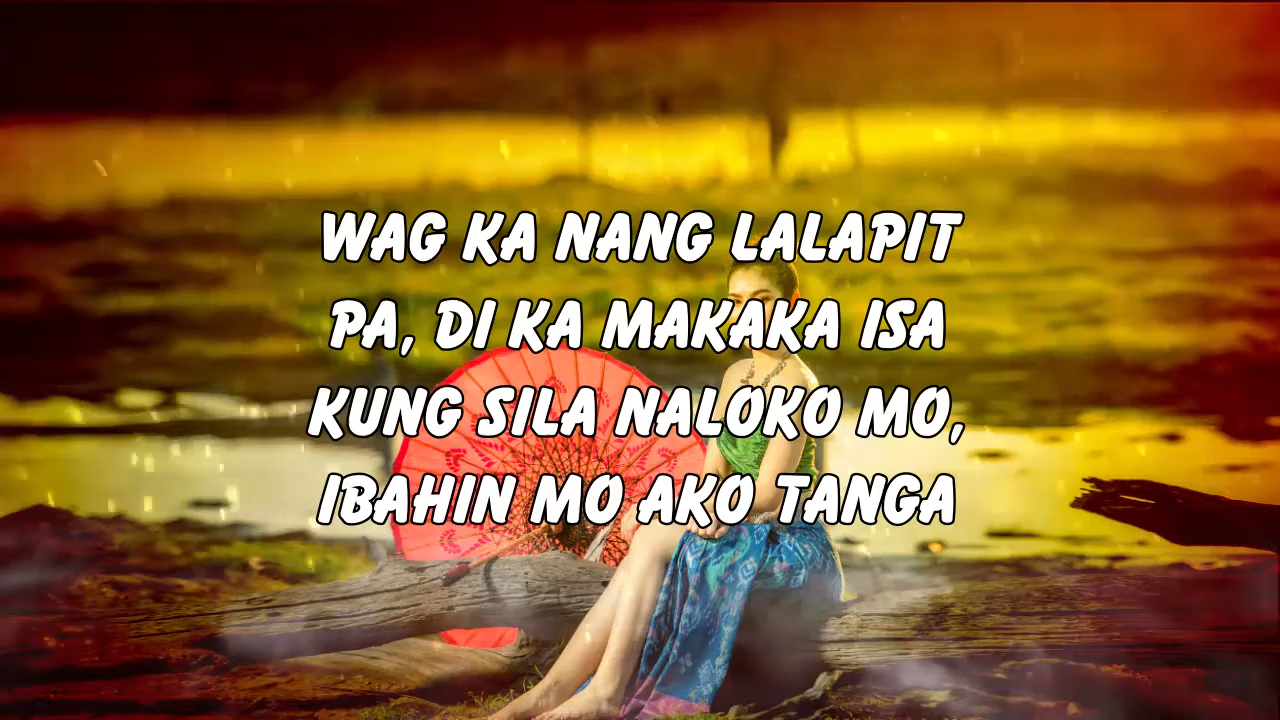 WAG KA NANG LALAPIT
PA, DI KA MAKAKA ISA
KUNG SILA NALOKO MO,
IBAHIN MO AKO TANGA